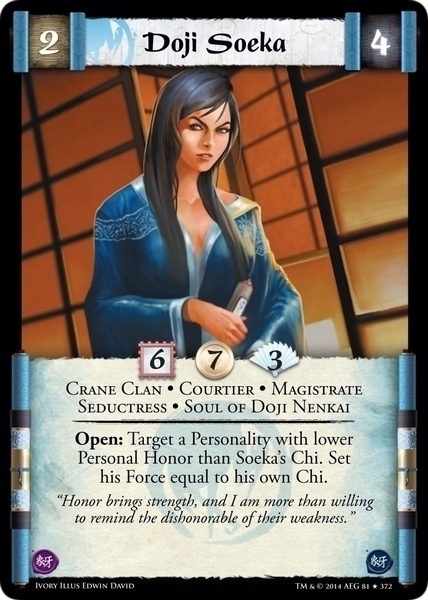 2
Doji Soeka
4
6
7
3
Crane Clan • Courtier • Magistrate
Seductress • Soul of Doji Nenkai
Open: Target a Personality with lower
Personal Honor than Soeka's Chi. Set
his Force equal to his own Chi.
“Honor brings strength, and I am more than willing
to remind the dishonorable of their weakness.”
Ivory Illus Edwin David
TM & © 2014 AEG 81 ★ 372